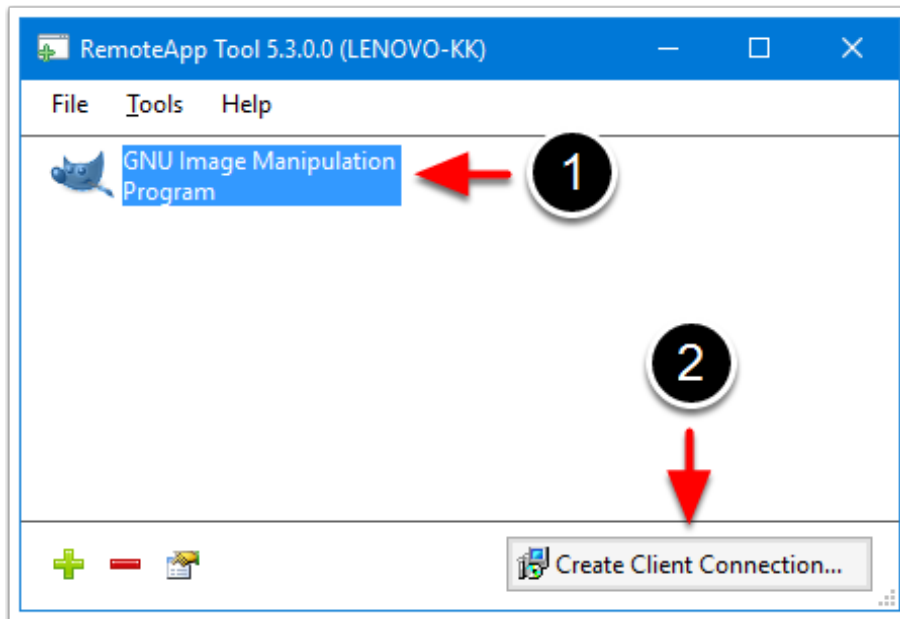 RemoteApp Tool 5.3.0.0 (LENOVO-KK)
File Tools Help
GNU Image Manipulation
Program
1
2
Create Client Connection...